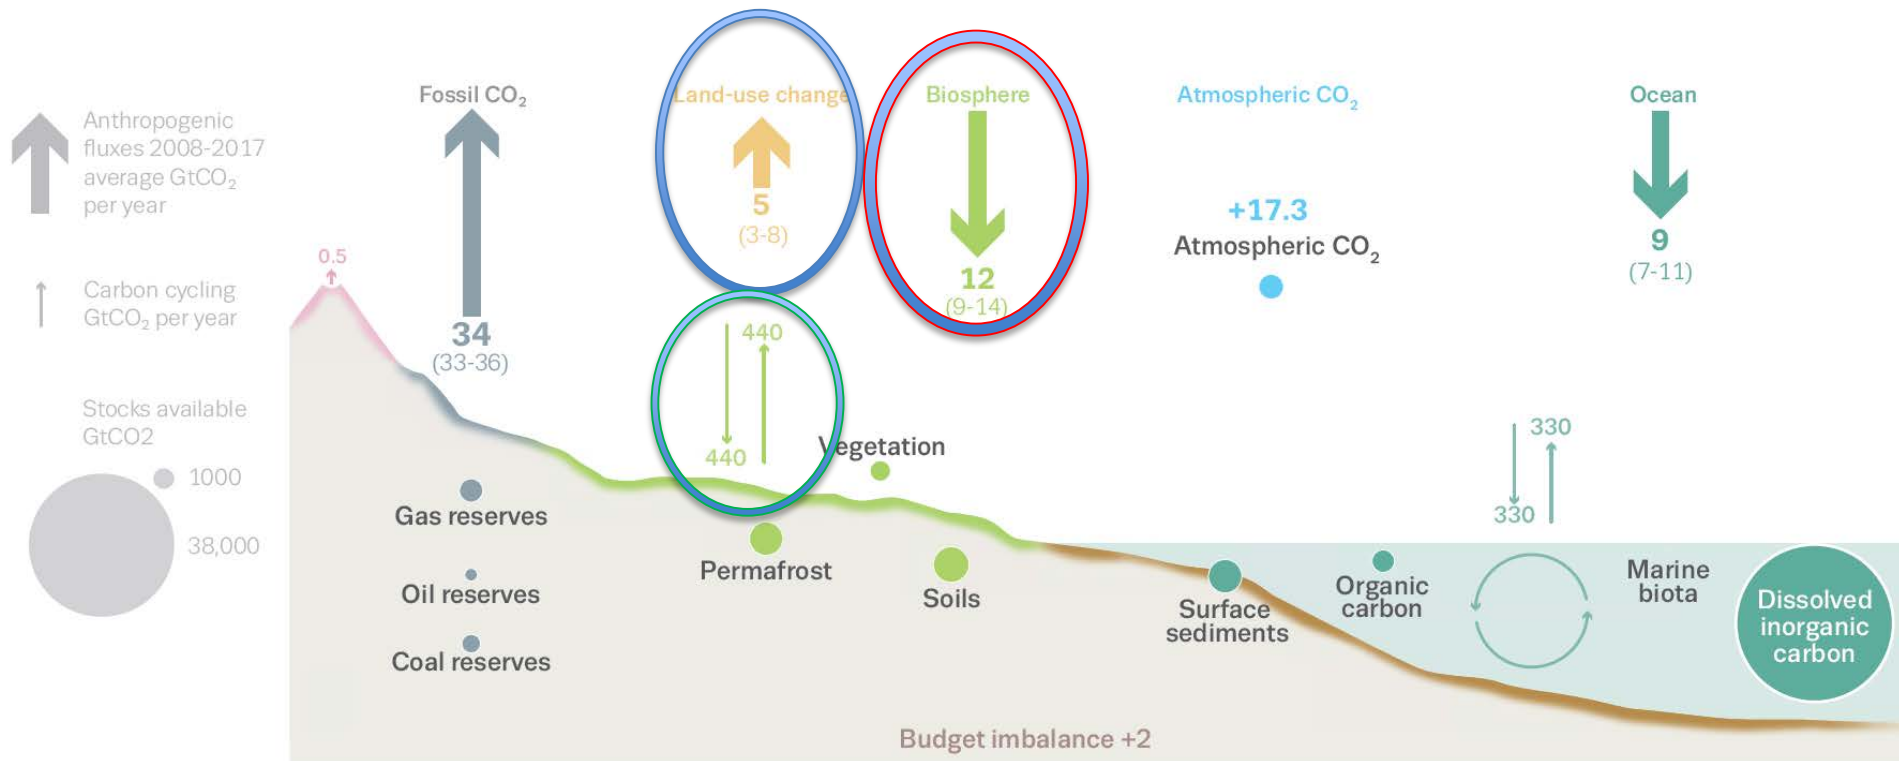 Anthropogenic
fluxes 2008-2017
average GtCO₂
per year
Carbon cycling
GtCO₂ per year
Stocks available
GtCO2
1000
38,000
0.5
Fossil CO₂
34
(33-36)
Land-use change
5
(3-8)
Biosphere
12
(9-14)
Atmospheric CO₂
+17.3
Atmospheric CO₂
Ocean
9
(7-11)
440
440
Vegetation
330
330
Gas reserves
Oil reserves
Coal reserves
Permafrost
Soils
Surface
sediments
Organic
carbon
Marine
biota
Dissolved
inorganic
carbon
Budget imbalance +2